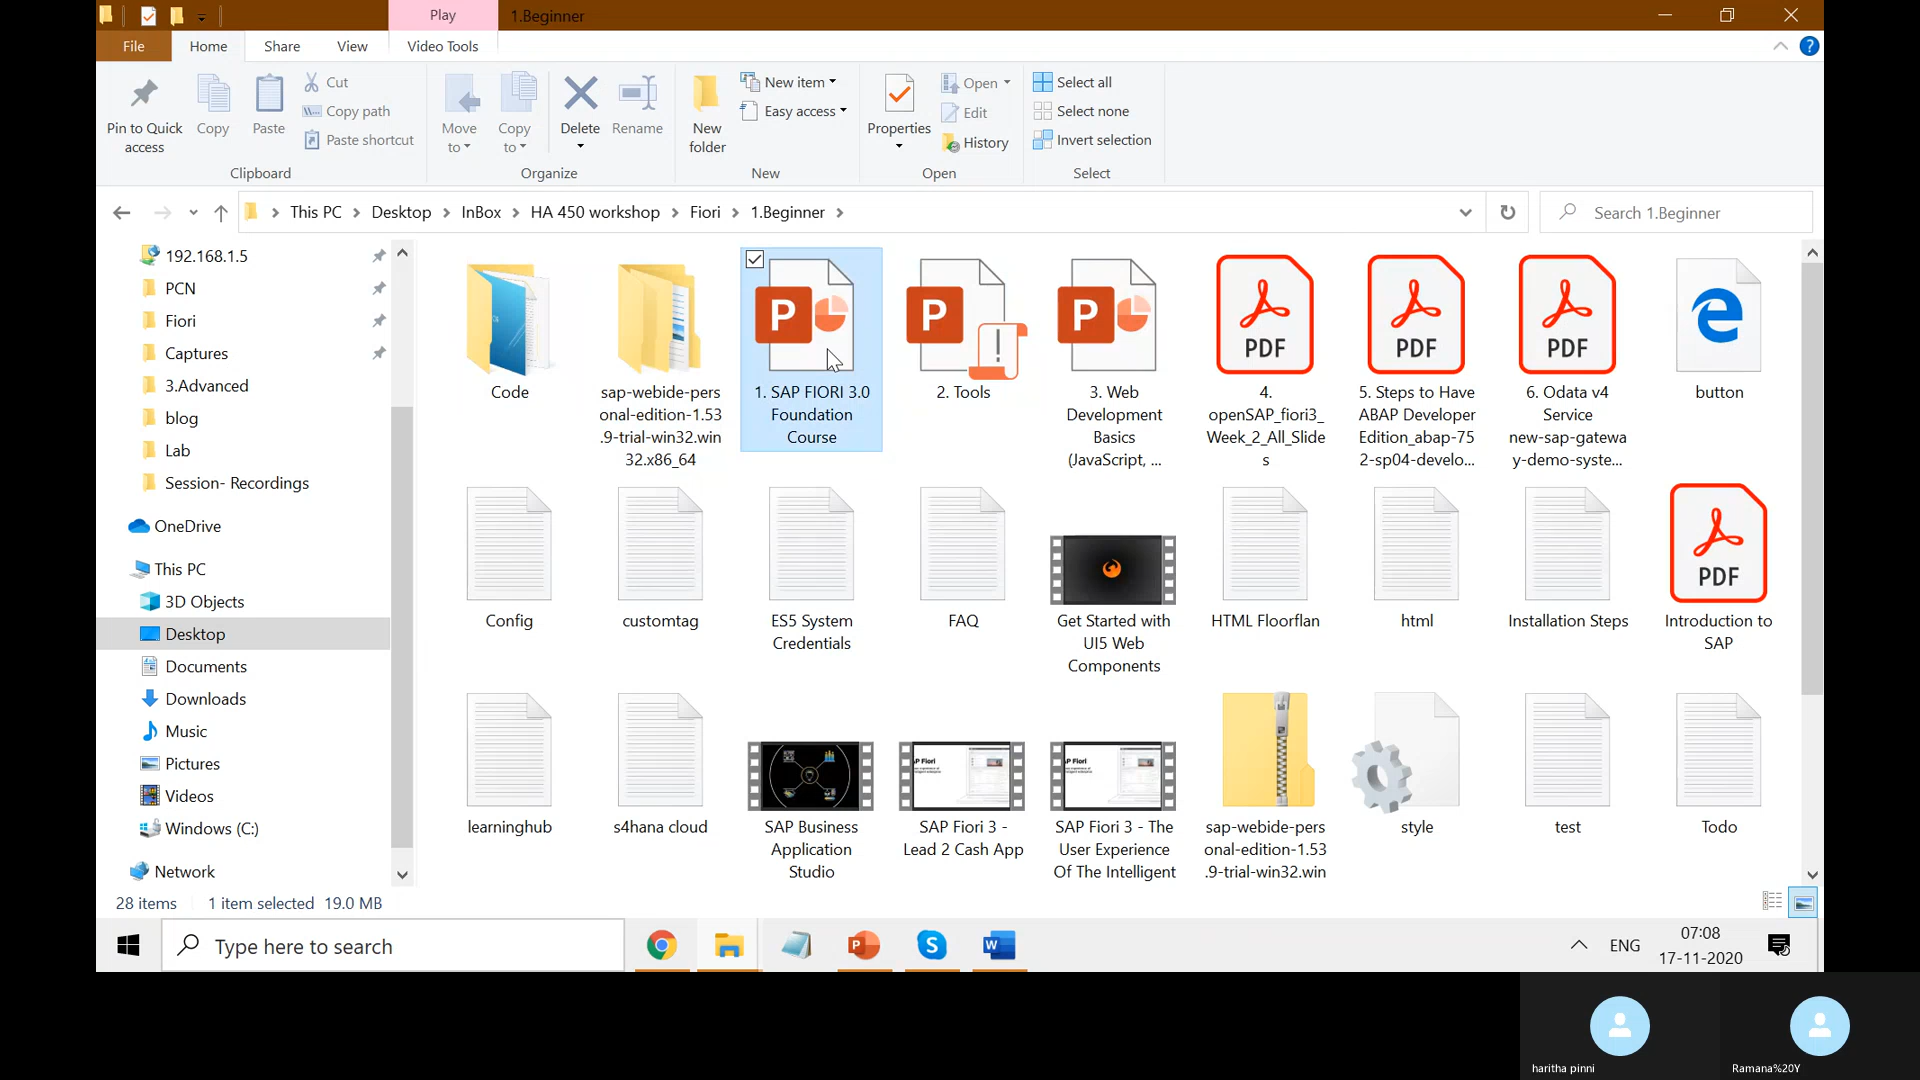 Play
1.Beginner
File
Home
Share
View
Video Tools
Pin to Quick
access
Copy
Paste
Cut
Copy path
Paste shortcut
Clipboard
Move
to
Copy
to
Delete
Rename
Organize
New
folder
New item
Easy access
New
Properties
Open
Edit
History
Open
Select all
Select none
Invert selection
Select
This PC
Desktop
InBox
HA 450 workshop
Fiori
1.Beginner
Search 1.Beginner
192.168.1.5
PCN
Fiori
Captures
3.Advanced
blog
Lab
Session- Recordings
OneDrive
This PC
3D Objects
Desktop
Documents
Downloads
Music
Pictures
Videos
Windows (C:)
Network
Code
sap-webide-pers
onal-edition-1.53
.9-trial-win32.win
32.x86_64
P
1. SAP FIORI 3.0
Foundation
Course
P
2. Tools
P
3. Web
Development
Basics
(JavaScript, ...
PDF
4.
openSAP_fiori3_
Week_2_All_Slide
s
PDF
5. Steps to Have
ABAP Developer
Edition_abap-75
2-sp04-develo...
PDF
6. Odata v4
Service
new-sap-gatewa
y-demo-syste...
button
Config
customtag
ES5 System
Credentials
FAQ
Get Started with
UI5 Web
Components
HTML Floorflan
html
Installation Steps
PDF
Introduction to
SAP
learninghub
s4hana cloud
SAP Business
Application
Studio
SAP Fiori 3 -
Lead 2 Cash App
SAP Fiori 3 - The
User Experience
Of The Intelligent
sap-webide-pers
onal-edition-1.53
.9-trial-win32.win
style
test
Todo
28 items
1 item selected 19.0 MB
Type here to search
ENG
07:08
17-11-2020
haritha pinni
Ramana%20Y